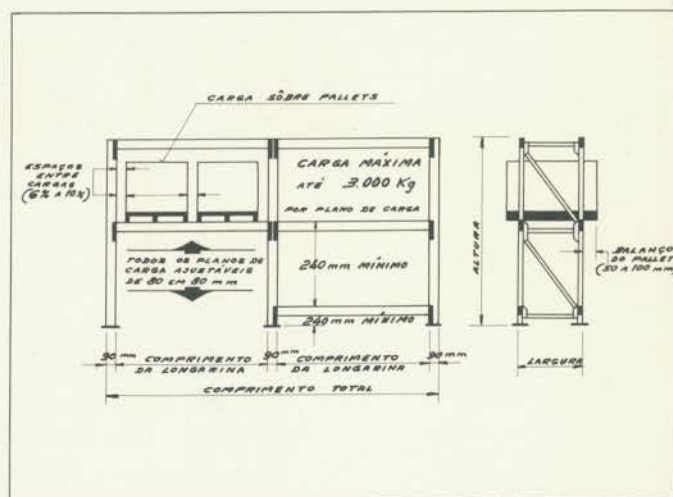 CARGA SÔBRE PALLETS
ESPAÇOS
ENTRE
CARGAS
(6% A 10%)
CARGA MÁXIMA
ATÉ 3.000 Kg
POR PLANO DE CARGA
TODOS OS PLANOS DE
CARGA AJUSTÁVEIS
DE 80 EM 80 mm
240 mm MÍNIMO
240 mm MÍNIMO
ALTURA
BALANÇO
DO PALLET
(50 A 100 mm)
90 mm
COMPRIMENTO
DA LONGARINA
90 mm
COMPRIMENTO
DA LONGARINA
90 mm
LARGURA
COMPRIMENTO TOTAL